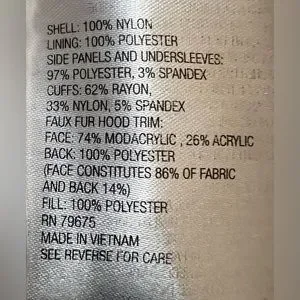 SHELL: 100% NYLON
LINING: 100% POLYESTER
SIDE PANELS AND UNDERSLEEVES:
97% POLYESTER, 3% SPANDEX
CUFFS: 62% RAYON,
33% NYLON, 5% SPANDEX
FAUX FUR HOOD TRIM:
FACE: 74% MODACRYLIC , 26% ACRYLIC
BACK: 100% POLYESTER
(FACE CONSTITUTES 86% OF FABRIC
AND BACK 14%)
FILL: 100% POLYESTER
RN 79675
MADE IN VIETNAM
SEE REVERSE FOR CARE